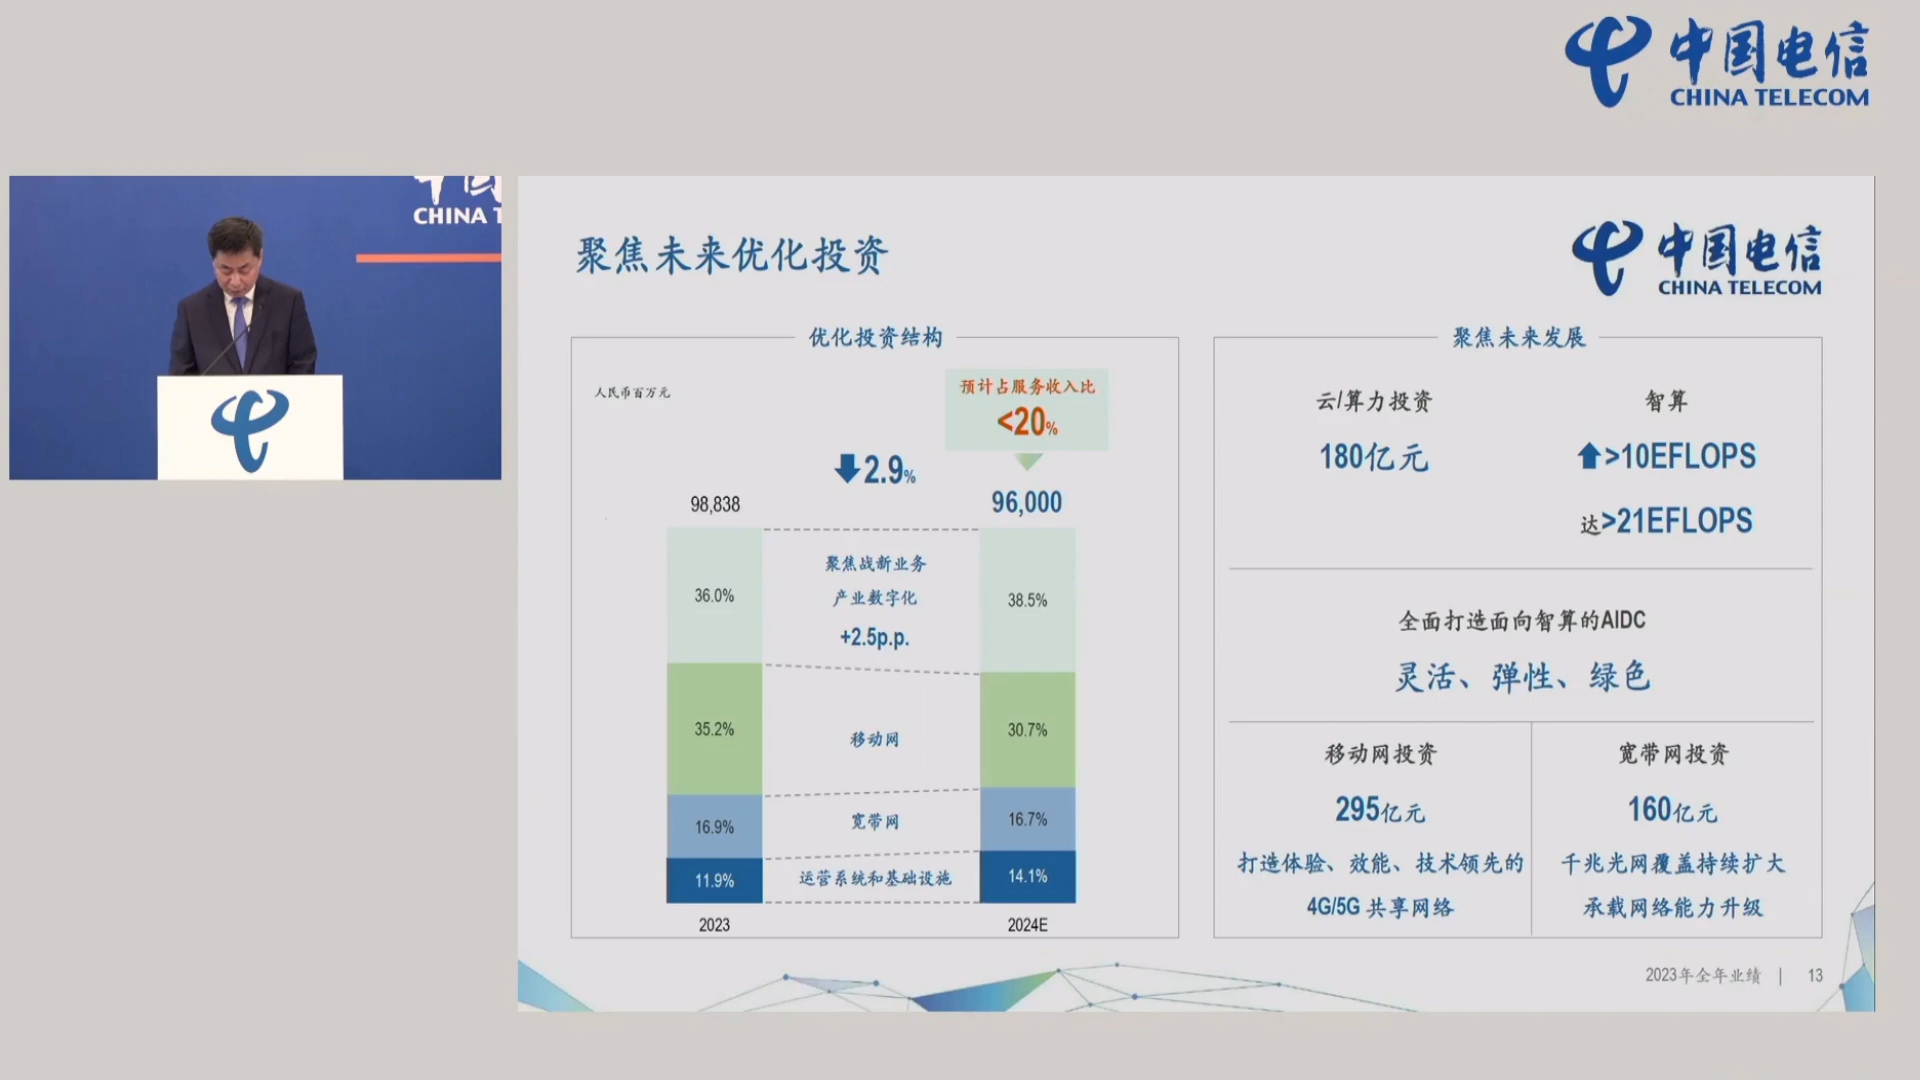 中国电信
CHINA TELECOM
CHINA T
聚焦未来优化投资
中国电信
CHINA TELECOM
优化投资结构
人民币百万元
预计占服务收入比
<20%
2.9%
98,838
96,000
36.0%
聚焦战新业务
产业数字化
+2.5p.p.
38.5%
35.2%
移动网
30.7%
16.9%
宽带网
16.7%
11.9%
运营系统和基础设施
14.1%
2023
2024E
聚焦未来发展
云/算力投资
180亿元
智算
>10EFLOPS
达>21EFLOPS
全面打造面向智算的AIDC
灵活、弹性、绿色
移动网投资
295亿元
打造体验、效能、技术领先的
4G/5G 共享网络
宽带网投资
160亿元
千兆光网覆盖持续扩大
承载网络能力升级
2023年全年业绩 | 13